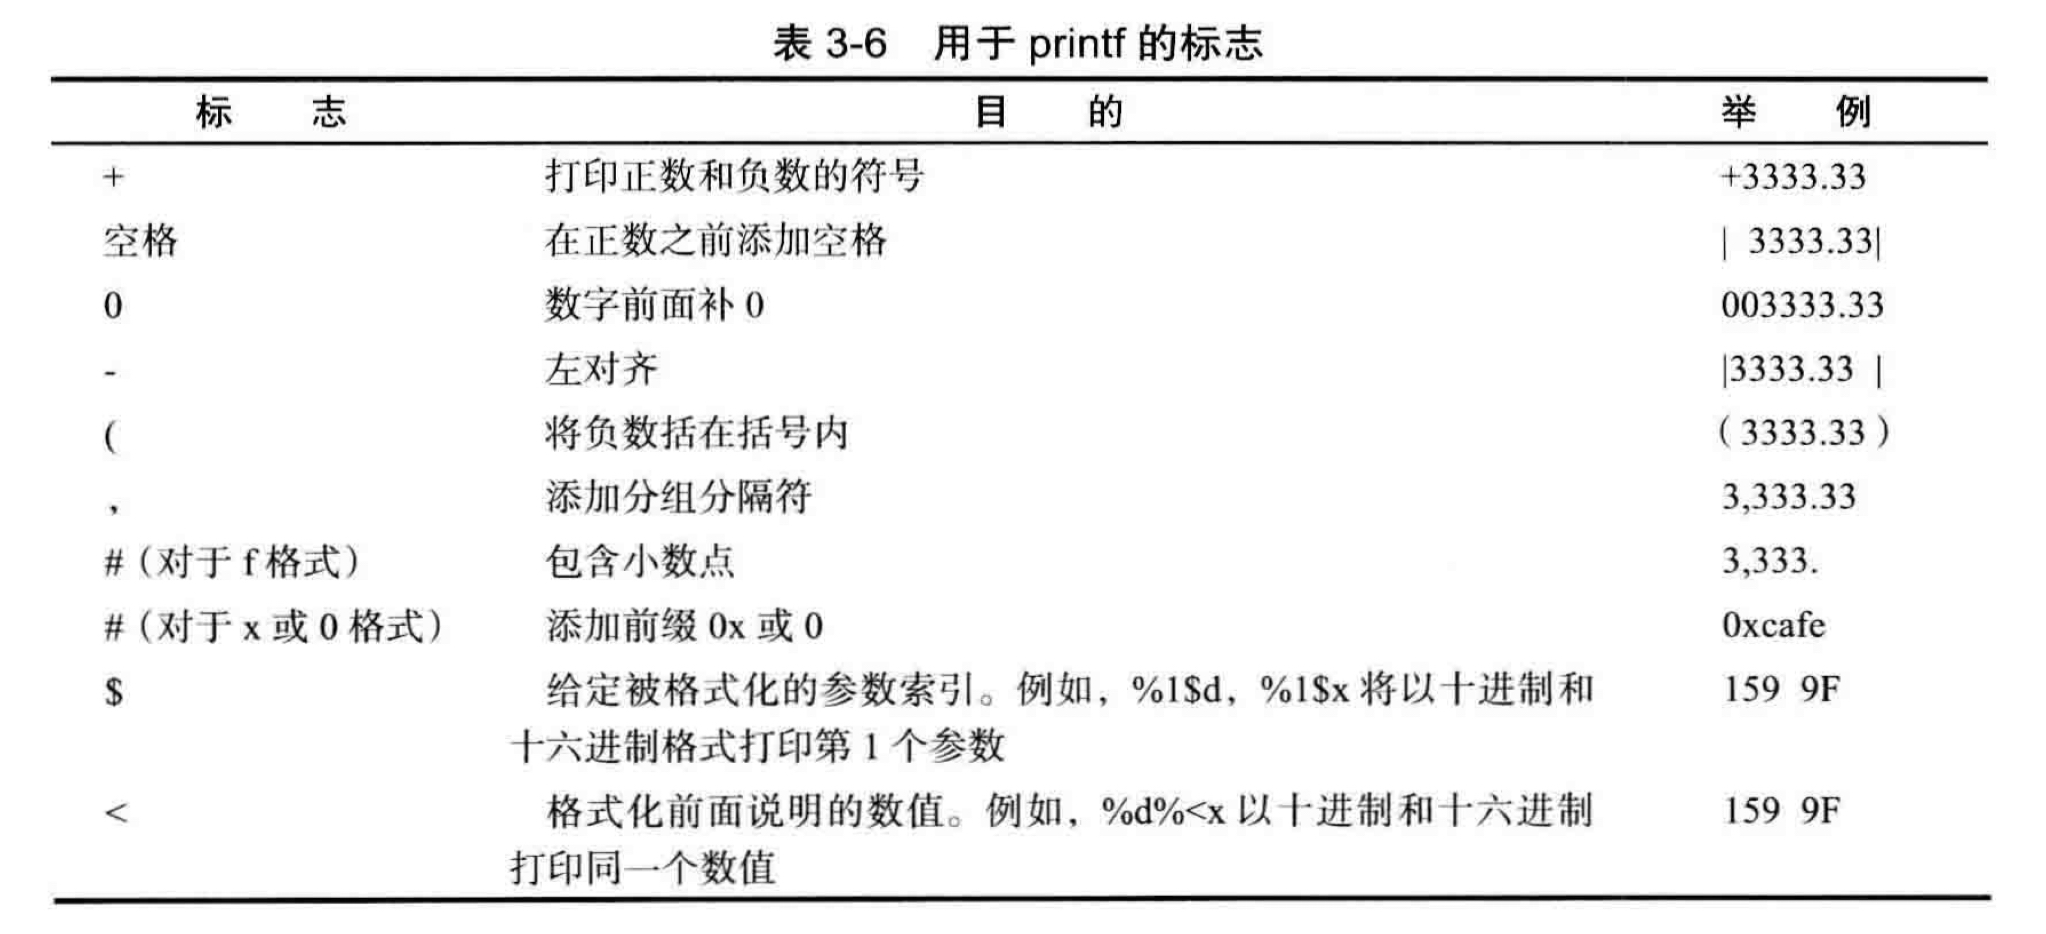 表 3-6 用于 printf 的标志
标 志 目 的 举 例
+ 打印正数和负数的符号 +3333.33
空格 在正数之前添加空格 | 3333.33|
0 数字前面补 0 003333.33
- 左对齐 |3333.33 |
( 将负数括在括号内 （3333.33）
, 添加分组分隔符 3,333.33
#（对于 f 格式） 包含小数点 3,333.
#（对于 x 或 0 格式） 添加前缀 0x 或 0 0xcafe
$ 给定被格式化的参数索引。例如，%1$d，%1$x 将以十进制和 159 9F
十六进制格式打印第 1 个参数
< 格式化前面说明的数值。例如，%d%<x 以十进制和十六进制 159 9F
打印同一个数值